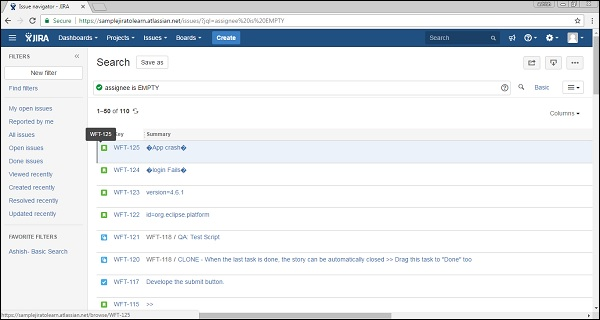 Issue navigator - JIRA
Secure https://samplejiratolearn.atlassian.net/issues/?jql=assignee%20is%20EMPTY
JIRA Dashboards Projects Issues Boards Create Search
FILTERS
New filter
Find filters
My open issues
Reported by me
All issues
Open issues
Done issues
Viewed recently
Created recently
Resolved recently
Updated recently
FAVORITE FILTERS
Ashish- Basic Search
Search Save as
assignee is EMPTY Basic
1–50 of 110
Columns
WFT-125
Key Summary
WFT-125 �App crash�
WFT-124 �login Fails�
WFT-123 version=4.6.1
WFT-122 id=org.eclipse.platform
WFT-121 WFT-118 / QA: Test Script
WFT-120 WFT-118 / CLONE - When the last task is done, the story can be automatically closed >> Drag this task to "Done" too
WFT-117 Develope the submit button.
WFT-115 >>
https://samplejiratolearn.atlassian.net/browse/WFT-125